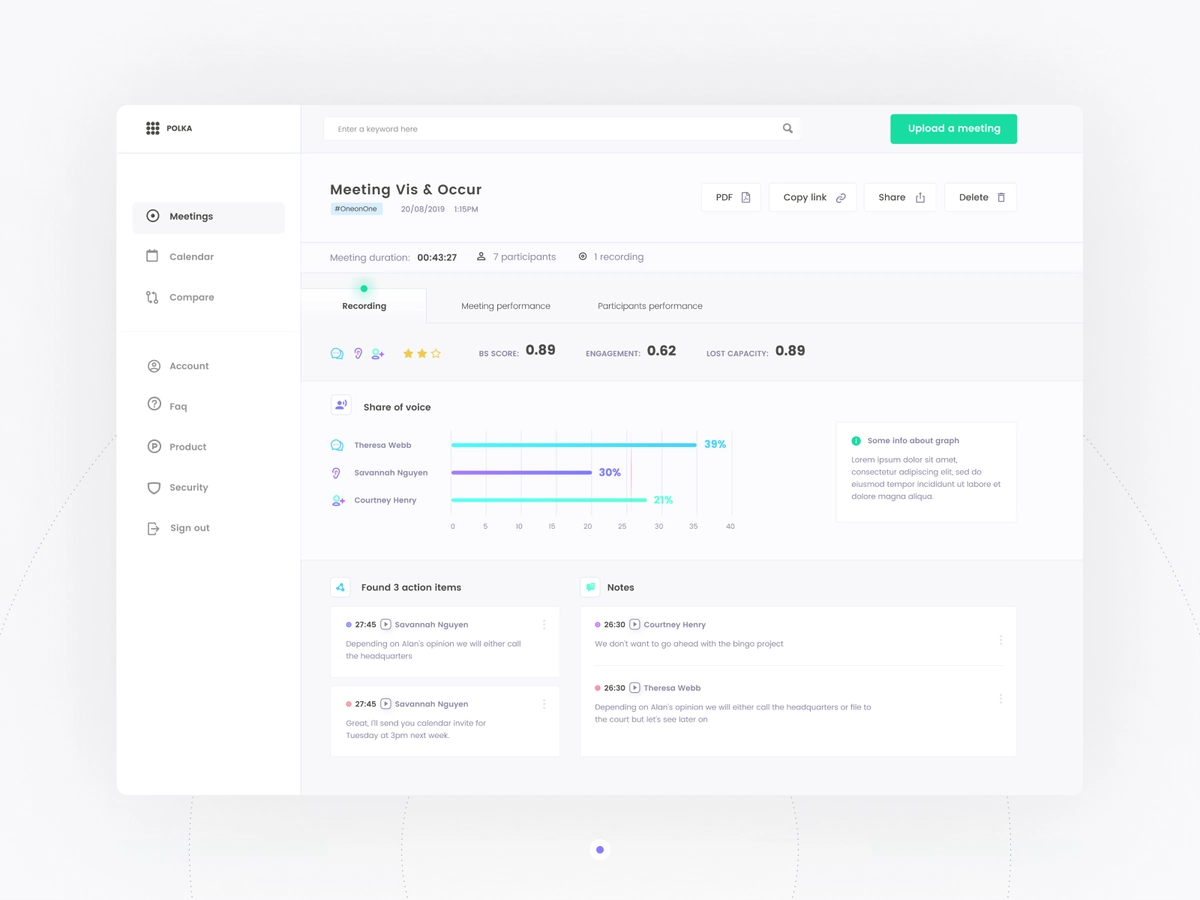 POLKA
Enter a keyword here
Upload a meeting
Meetings
Calendar
Compare
Account
Faq
Product
Security
Sign out
Meeting Vis & Occur
#OneonOne 20/08/2019 1:15PM
PDF
Copy link
Share
Delete
Meeting duration: 00:43:27 7 participants 1 recording
Recording
Meeting performance
Participants performance
BS SCORE: 0.89 ENGAGEMENT: 0.62 LOST CAPACITY: 0.89
Share of voice
Theresa Webb 39%
Savannah Nguyen 30%
Courtney Henry 21%
0 5 10 15 20 25 30 35 40
Some info about graph
Lorem ipsum dolor sit amet,
consectetur adipiscing elit, sed do
eiusmod tempor incididunt ut labore et
dolore magna aliqua.
Found 3 action items
27:45 Savannah Nguyen
Depending on Alan's opinion we will either call
the headquarters
27:45 Savannah Nguyen
Great, I'll send you calendar invite for
Tuesday at 3pm next week.
Notes
26:30 Courtney Henry
We don't want to go ahead with the bingo project
26:30 Theresa Webb
Depending on Alan's opinion we will either call the headquarters or file to
the court but let's see later on